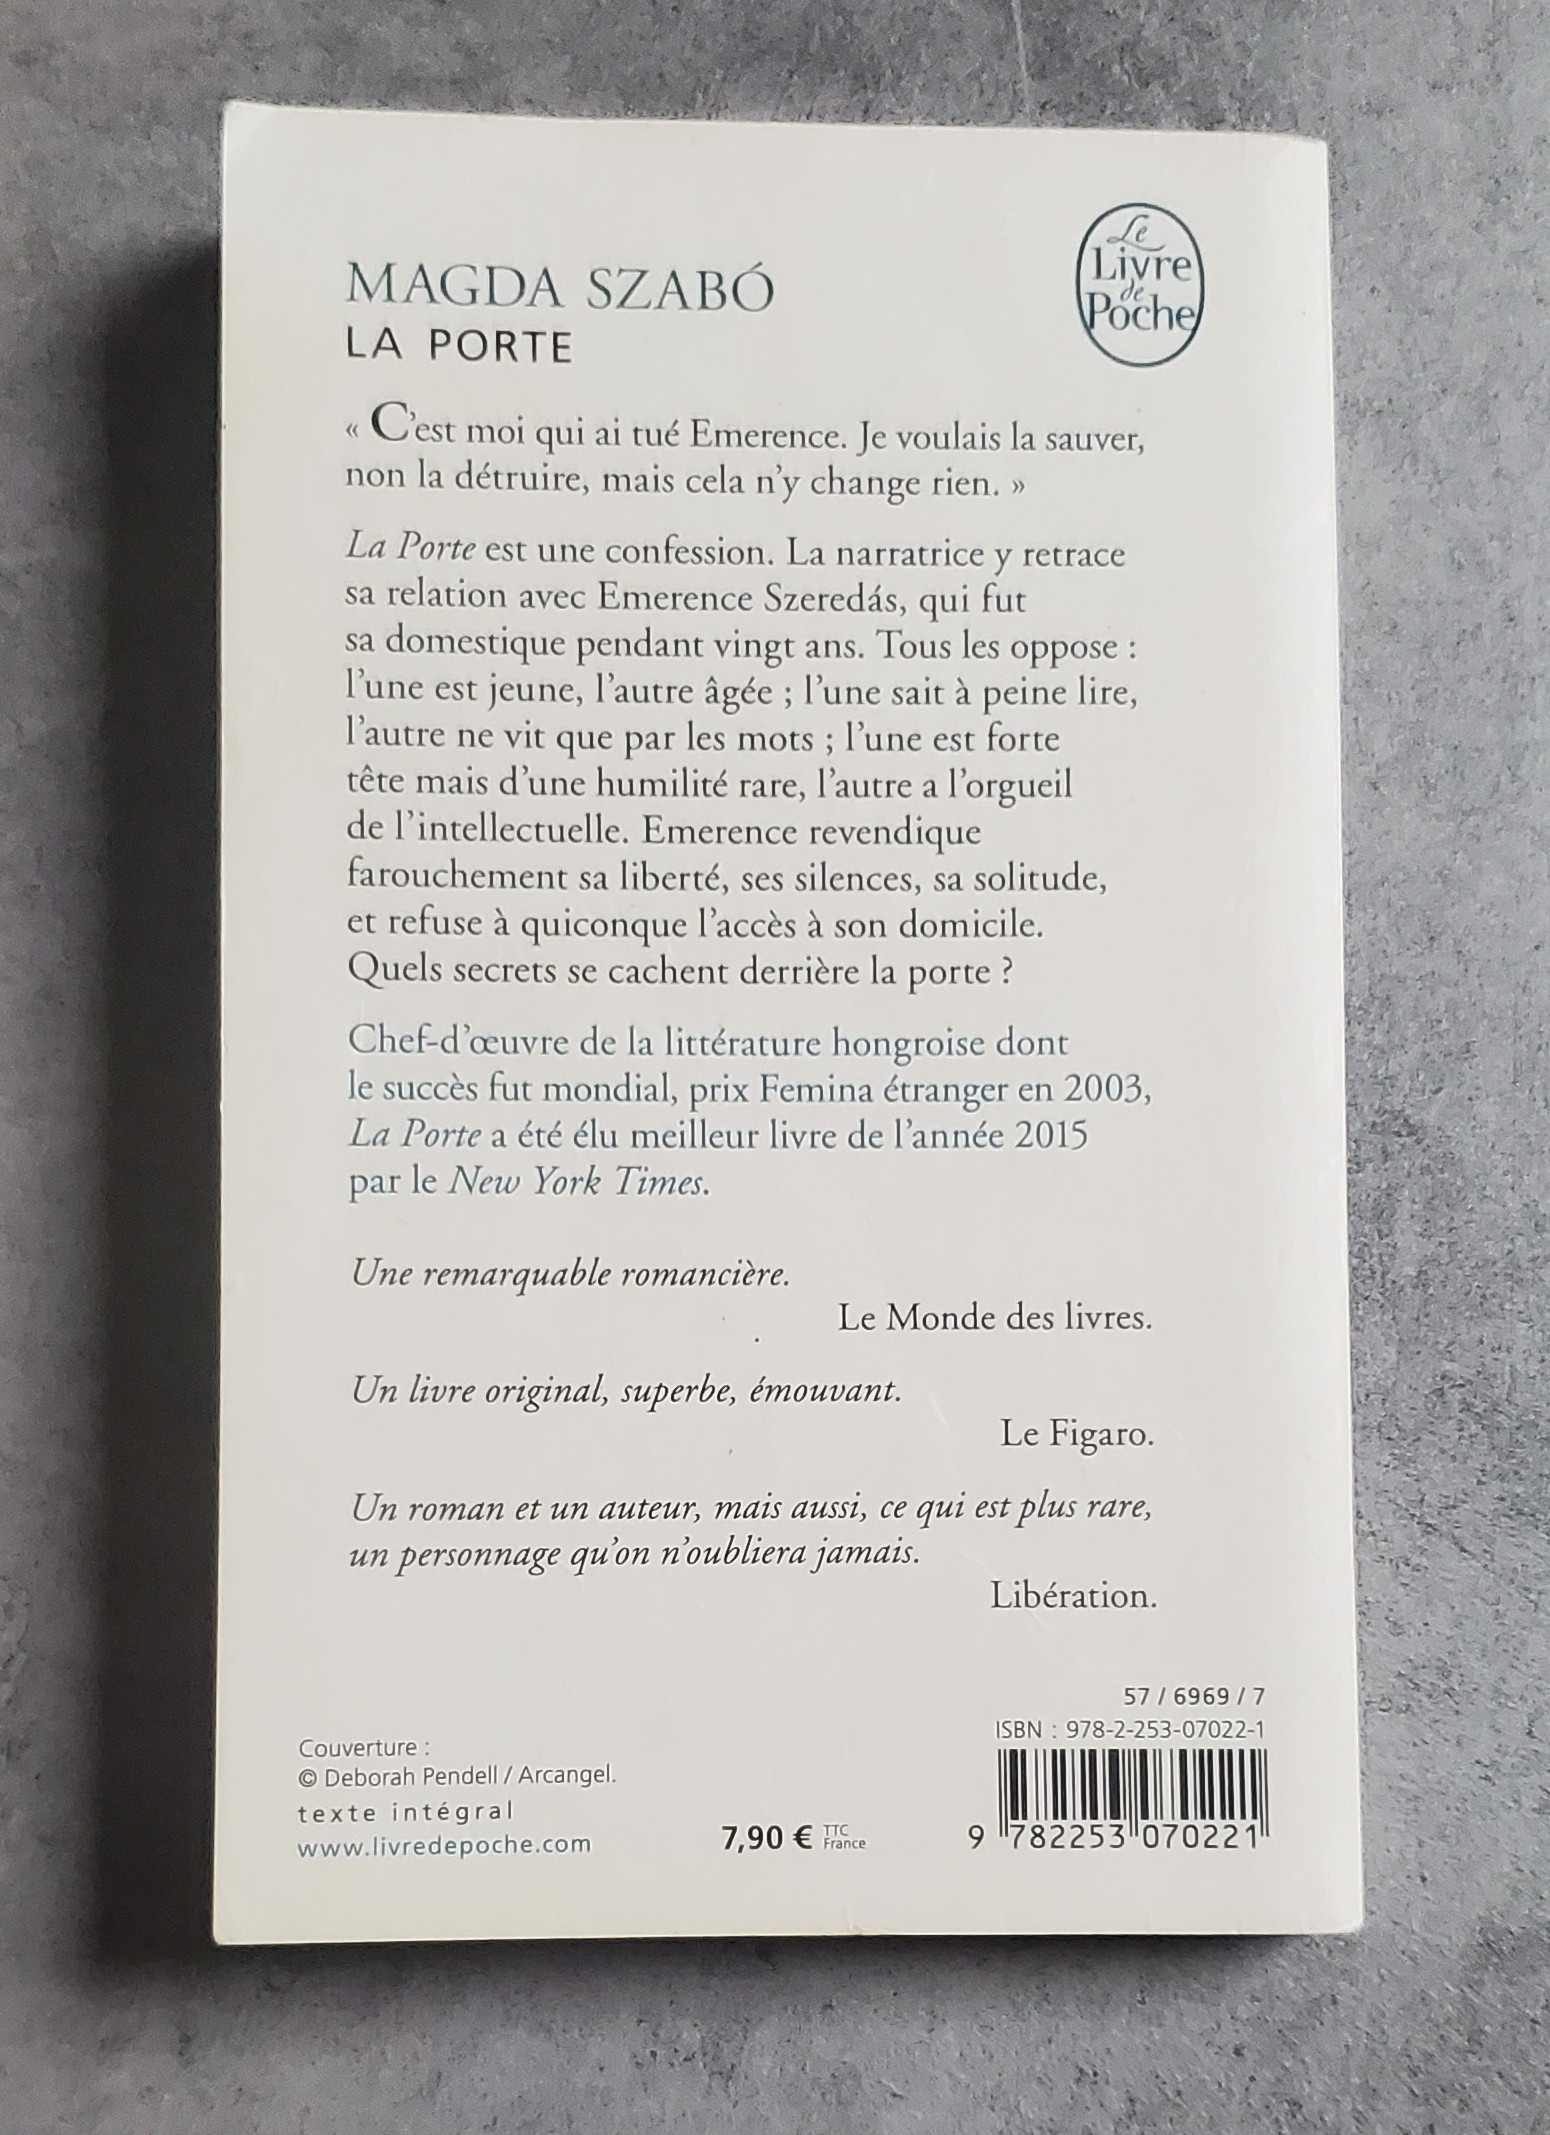 MAGDA SZABÓ
LA PORTE
Le
Livre
de
Poche
« C'est moi qui ai tué Emerence. Je voulais la sauver,
non la détruire, mais cela n'y change rien. »
La Porte est une confession. La narratrice y retrace
sa relation avec Emerence Szeredás, qui fut
sa domestique pendant vingt ans. Tous les oppose :
l'une est jeune, l'autre âgée ; l'une sait à peine lire,
l'autre ne vit que par les mots ; l'une est forte
tête mais d'une humilité rare, l'autre a l'orgueil
de l'intellectuelle. Emerence revendique
farouchement sa liberté, ses silences, sa solitude,
et refuse à quiconque l'accès à son domicile.
Quels secrets se cachent derrière la porte ?
Chef-d'œuvre de la littérature hongroise dont
le succès fut mondial, prix Femina étranger en 2003,
La Porte a été élu meilleur livre de l'année 2015
par le New York Times.
Une remarquable romancière.
Le Monde des livres.
Un livre original, superbe, émouvant.
Le Figaro.
Un roman et un auteur, mais aussi, ce qui est plus rare,
un personnage qu'on n'oubliera jamais.
Libération.
Couverture :
© Deborah Pendell / Arcangel.
texte intégral
www.livredepoche.com
7,90 € TTC
France
57 / 6969 / 7
ISBN : 978-2-253-07022-1
9 782253 070221